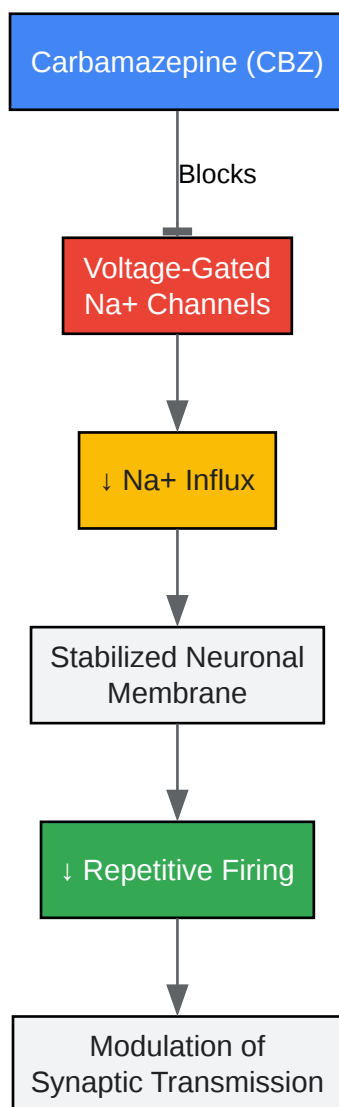 Carbamazepine (CBZ)
Blocks
Voltage-Gated
Na+ Channels
↓ Na+ Influx
Stabilized Neuronal
Membrane
↓ Repetitive Firing
Modulation of
Synaptic Transmission